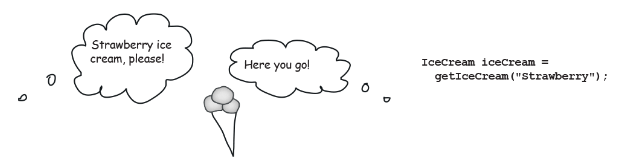 Strawberry ice
cream, please!
Here you go!
IceCream iceCream =
getIceCream("Strawberry");